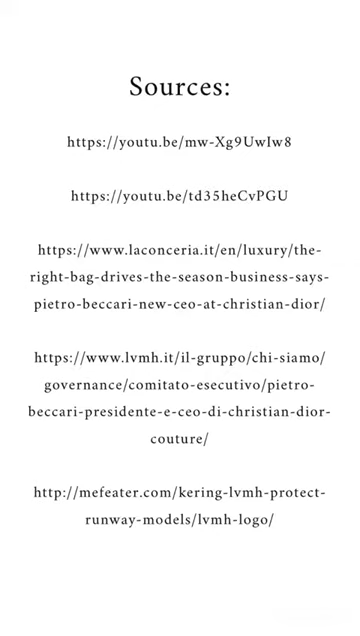 Sources:
https://youtu.be/mw-Xg9UwIw8
https://youtu.be/td35heCvPGU
https://www.laconceria.it/en/luxury/the-
right-bag-drives-the-season-business-says-
pietro-beccari-new-ceo-at-christian-dior/
https://www.lvmh.it/il-gruppo/chi-siamo/
governance/comitato-esecutivo/pietro-
beccari-presidente-e-ceo-di-christian-dior-
couture/
http://mefeater.com/kering-lvmh-protect-
runway-models/lvmh-logo/